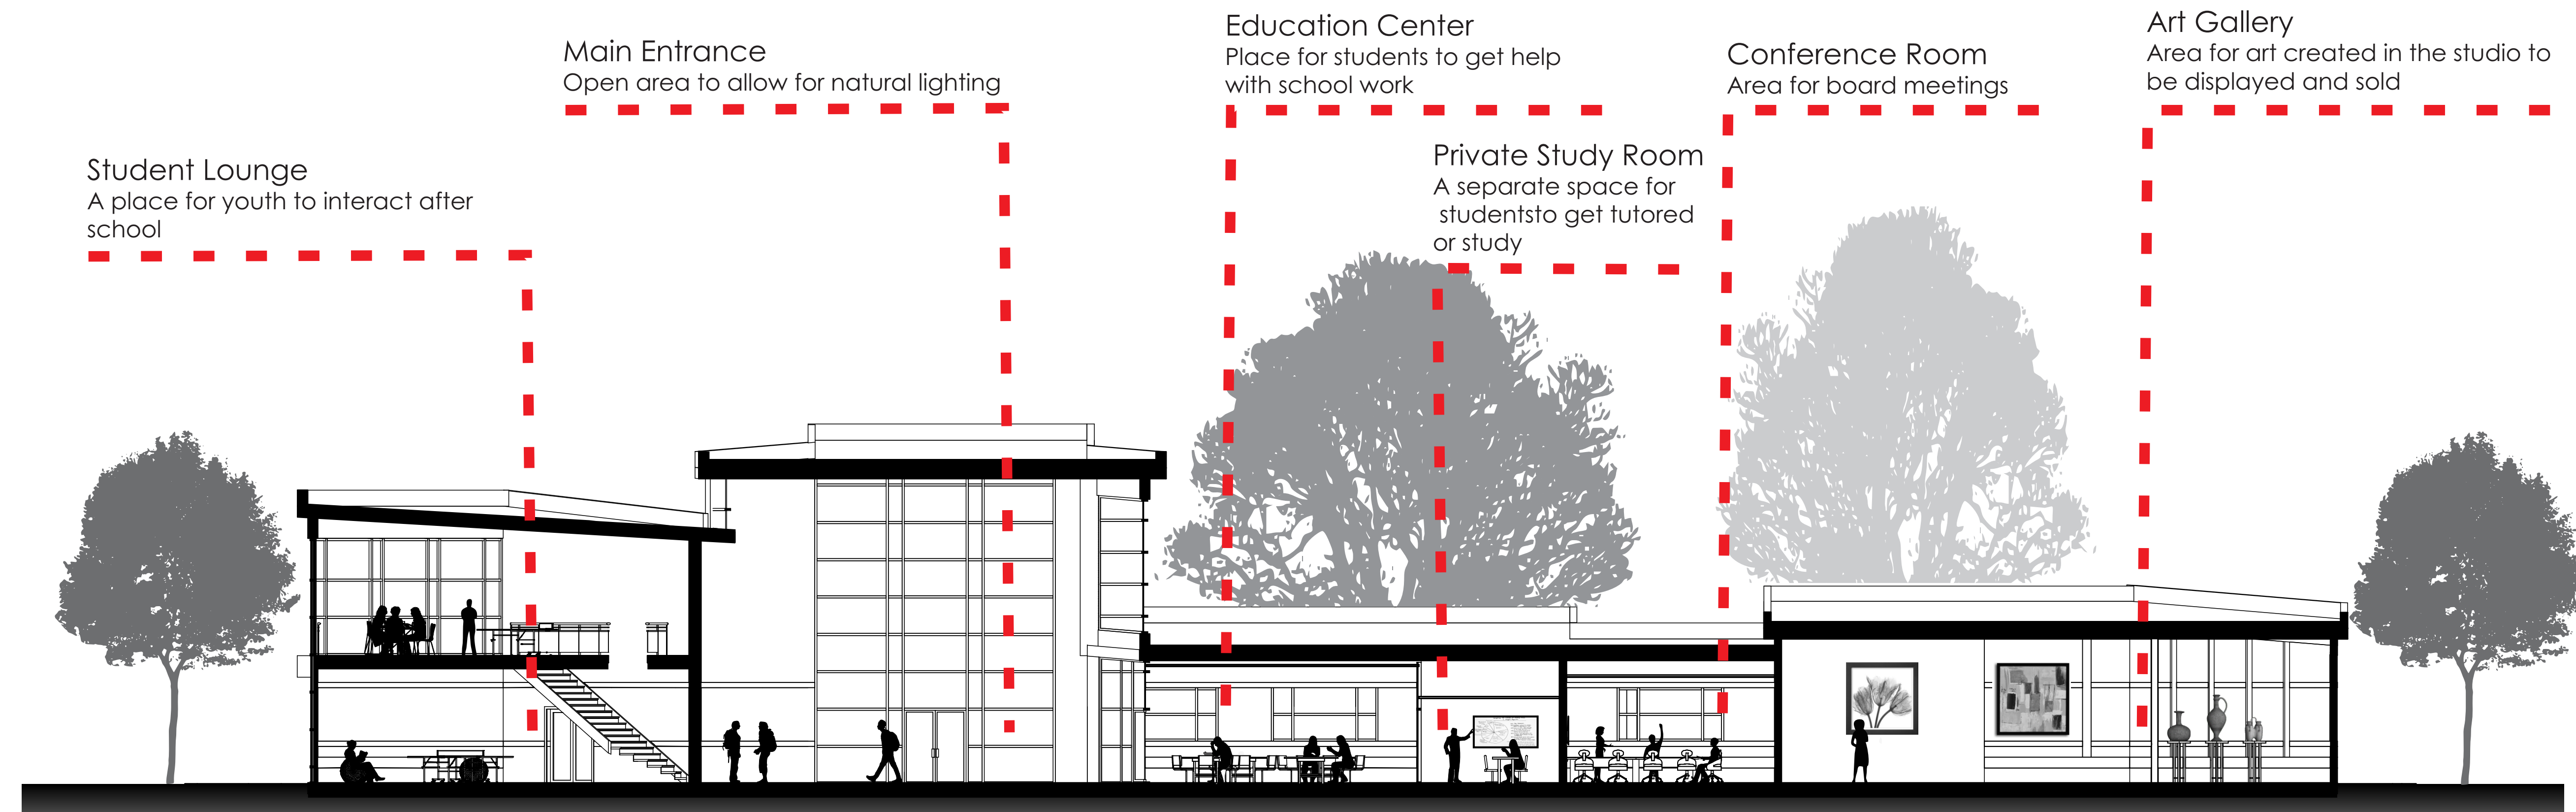 Student Lounge
A place for youth to interact after
school
Main Entrance
Open area to allow for natural lighting
Education Center
Place for students to get help
with school work
Private Study Room
A separate space for
studentsto get tutored
or study
Conference Room
Area for board meetings
Art Gallery
Area for art created in the studio to
be displayed and sold